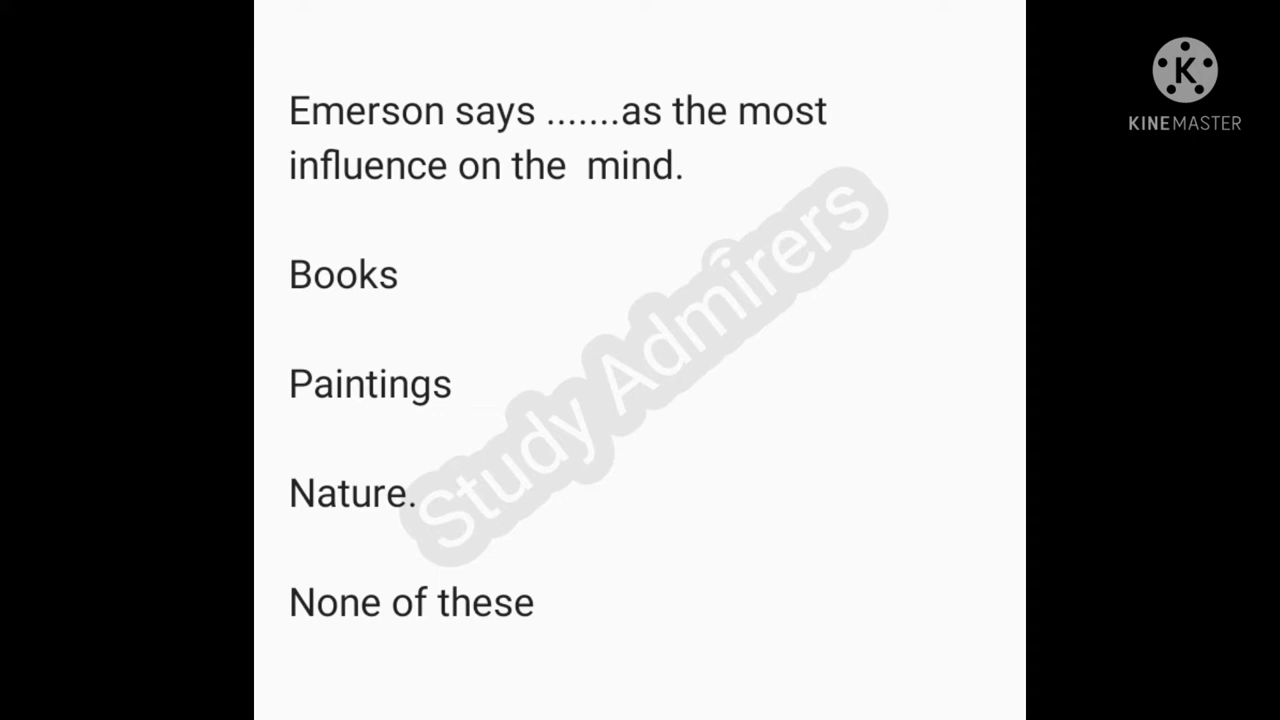 Emerson says .......as the most
influence on the  mind.
Books
Paintings
Nature.
None of these
Study Admirers
K
KINEMASTER